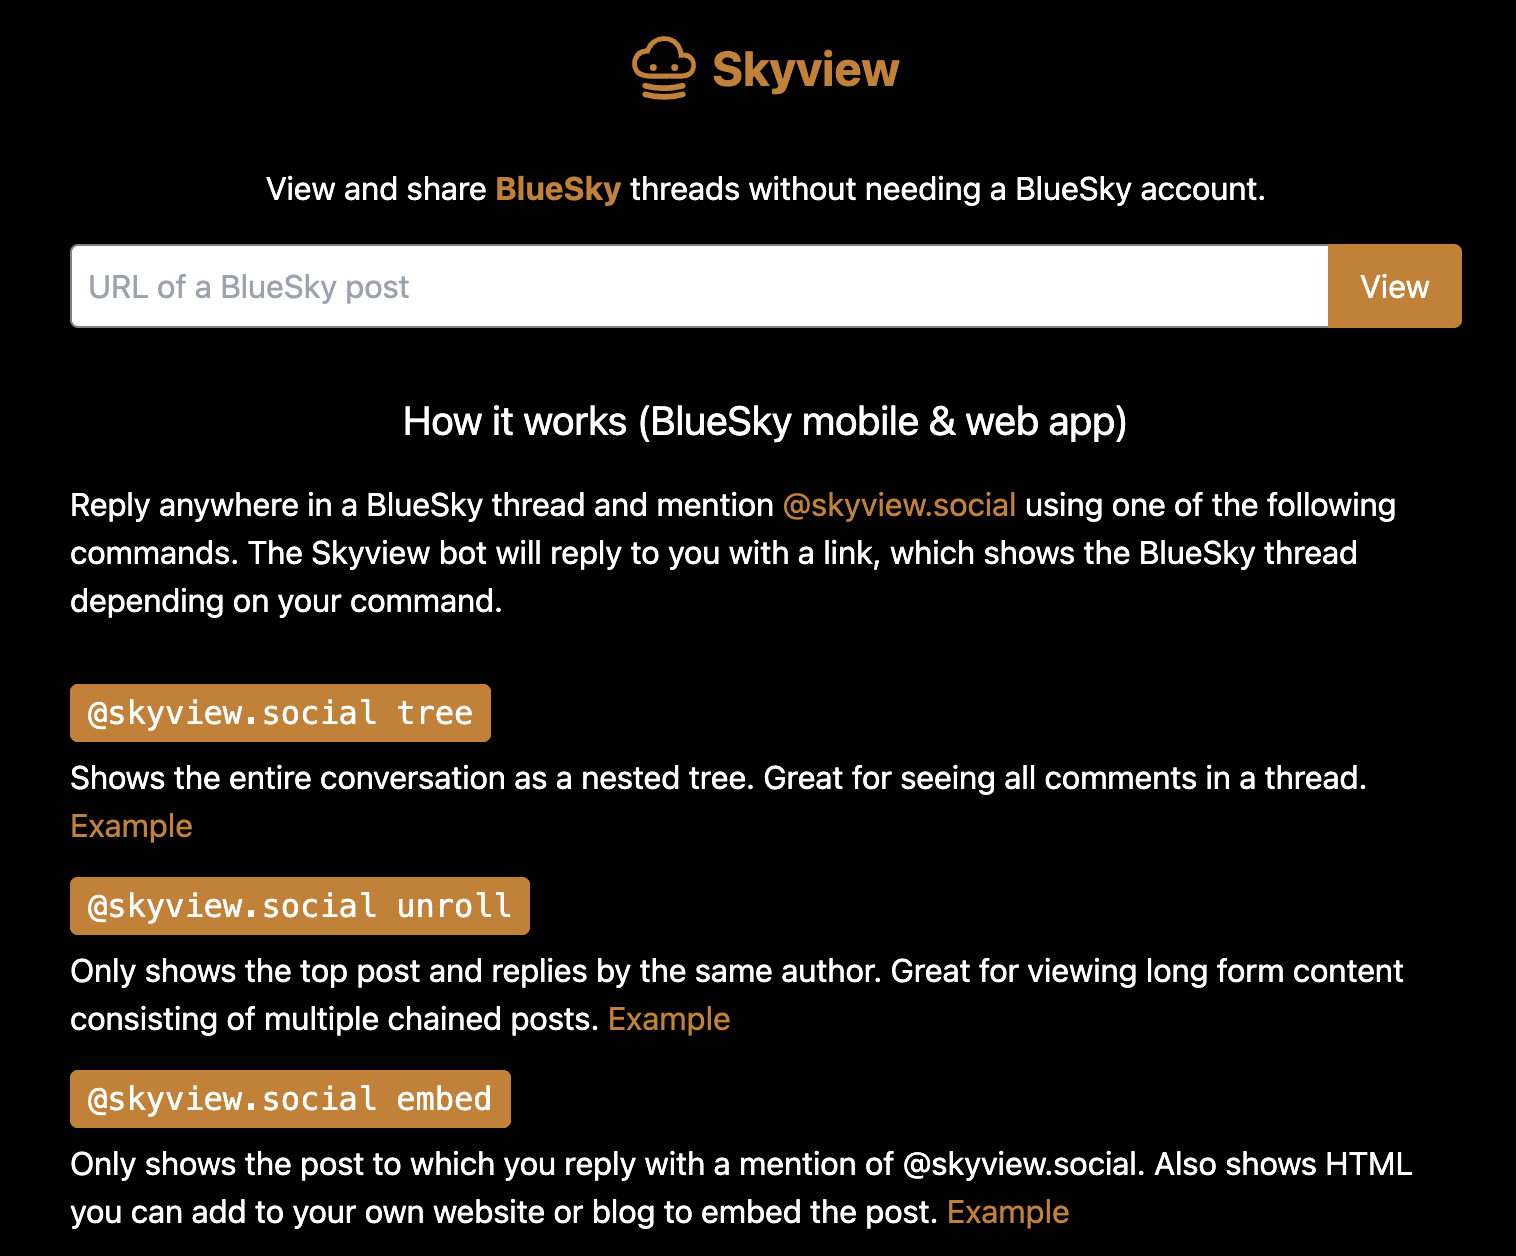 Skyview
View and share BlueSky threads without needing a BlueSky account.
URL of a BlueSky post
View
How it works (BlueSky mobile & web app)
Reply anywhere in a BlueSky thread and mention @skyview.social using one of the following
commands. The Skyview bot will reply to you with a link, which shows the BlueSky thread
depending on your command.
@skyview.social tree
Shows the entire conversation as a nested tree. Great for seeing all comments in a thread.
Example
@skyview.social unroll
Only shows the top post and replies by the same author. Great for viewing long form content
consisting of multiple chained posts. Example
@skyview.social embed
Only shows the post to which you reply with a mention of @skyview.social. Also shows HTML
you can add to your own website or blog to embed the post. Example